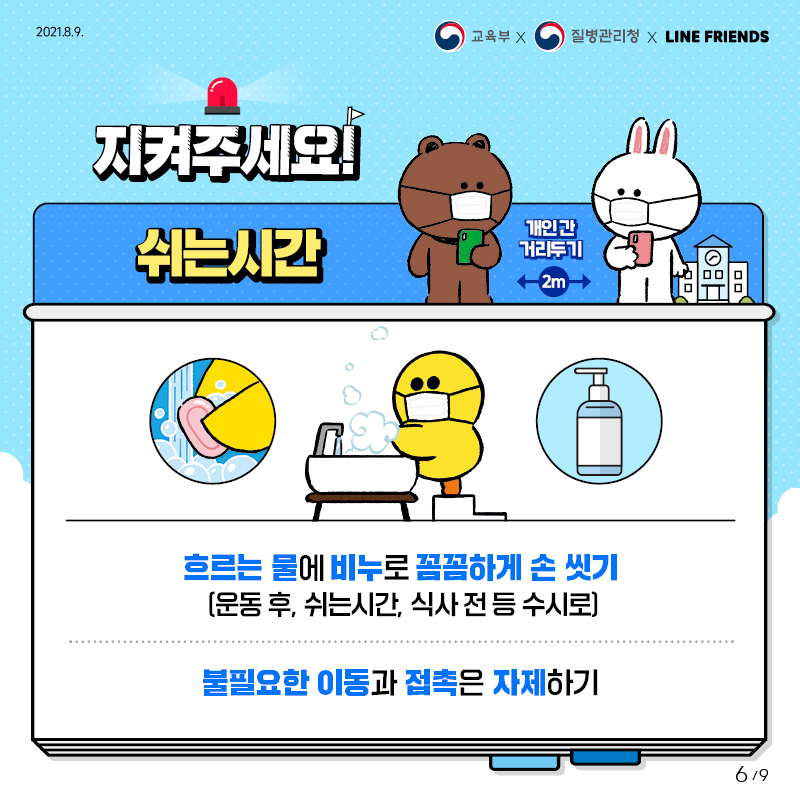 2021.8.9.
교육부 X 질병관리청 X LINE FRIENDS
지켜주세요!
쉬는시간
개인 간
거리두기
2m
흐르는 물에 비누로 꼼꼼하게 손 씻기
(운동 후, 쉬는시간, 식사 전 등 수시로)
불필요한 이동과 접촉은 자제하기
6 /9